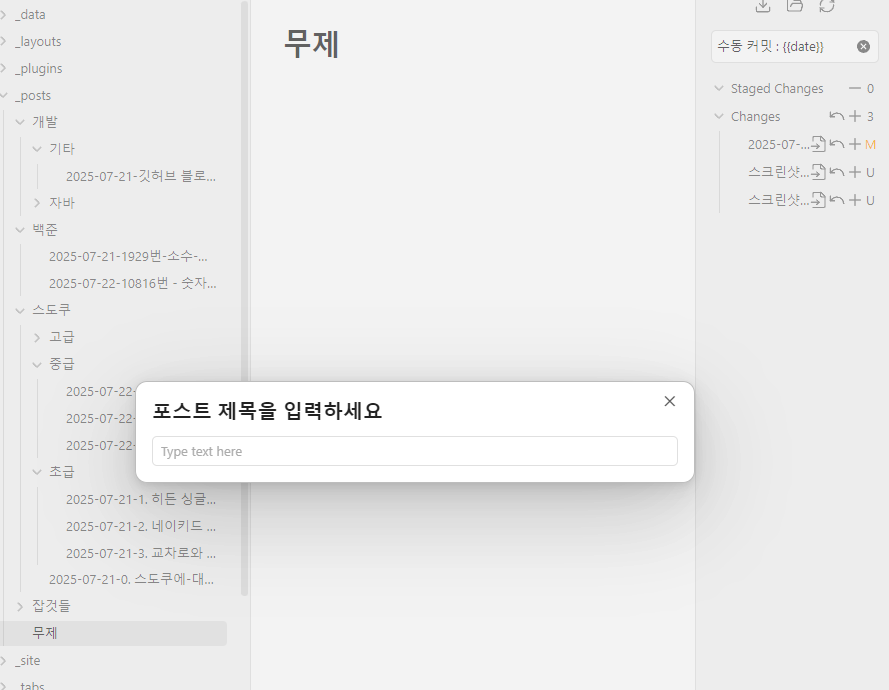 _data
_layouts
_plugins
_posts
개발
기타
2025-07-21-깃허브 블로...
자바
백준
2025-07-21-1929번-소수-...
2025-07-22-10816번 - 숫자...
스도쿠
고급
중급
2025-07-22-
2025-07-22-
2025-07-22-
초급
2025-07-21-1. 히든 싱글...
2025-07-21-2. 네이키드 ...
2025-07-21-3. 교자로와 ...
2025-07-21-0. 스도쿠에-대...
잡것들
무제
_site
_tabs
무제
포스트 제목을 입력하세요
Type text here
수동 커밋 : {{date}}
Staged Changes 0
Changes 3
2025-07-... M
스크린샷... U
스크린샷... U